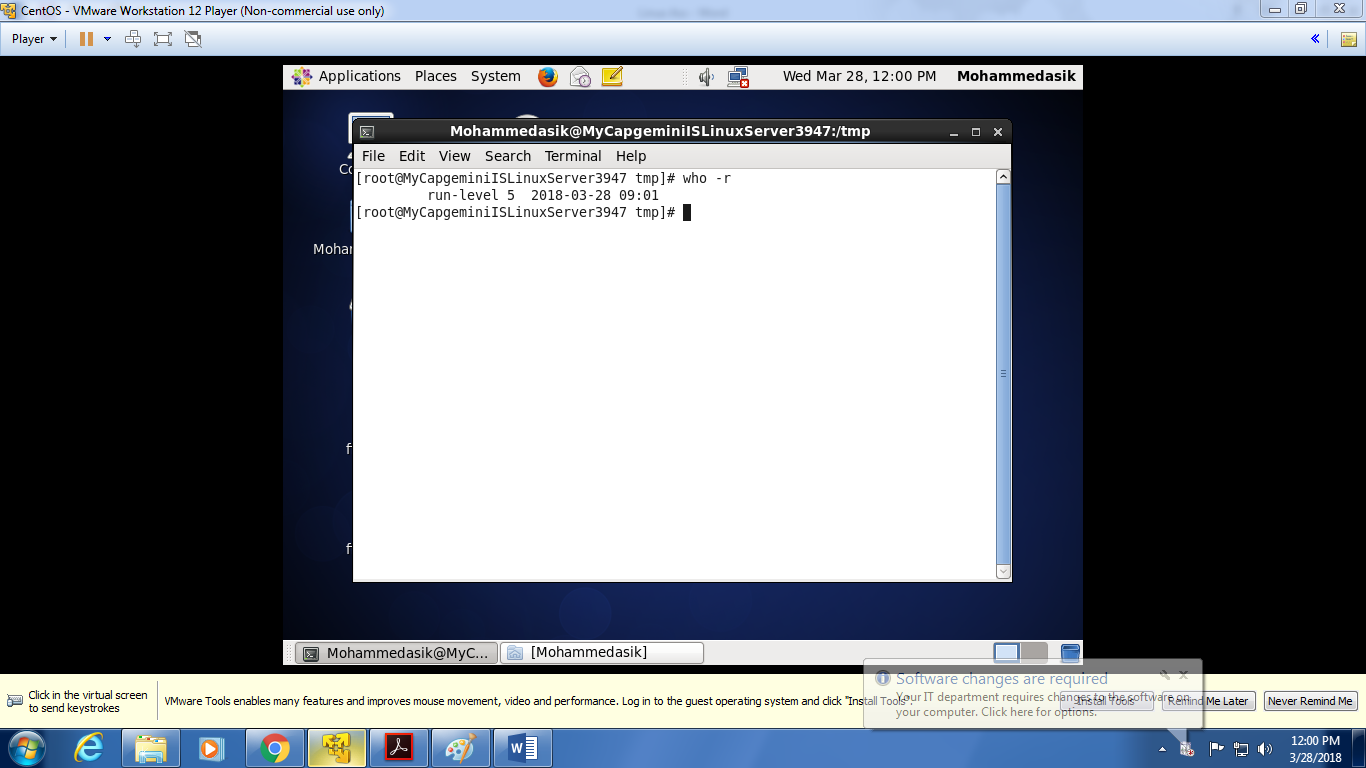 CentOS - VMware Workstation 12 Player (Non-commercial use only)
Player
Applications Places System Wed Mar 28, 12:00 PM Mohammedasik
Mohammedasik@MyCapgeminiISLinuxServer3947:/tmp
File Edit View Search Terminal Help
[root@MyCapgeminiISLinuxServer3947 tmp]# who -r
run-level 5 2018-03-28 09:01
[root@MyCapgeminiISLinuxServer3947 tmp]#
Co
Moha
f
f
Mohammedasik@MyC... [Mohammedasik]
Software changes are required
Your IT department requires changes to the software on
your computer. Click here for options.
Click in the virtual screen
to send keystrokes
VMware Tools enables many features and improves mouse movement, video and performance. Log in to the guest operating system and click "Install Tools".
Install Tools Remind Me Later Never Remind Me
12:00 PM
3/28/2018